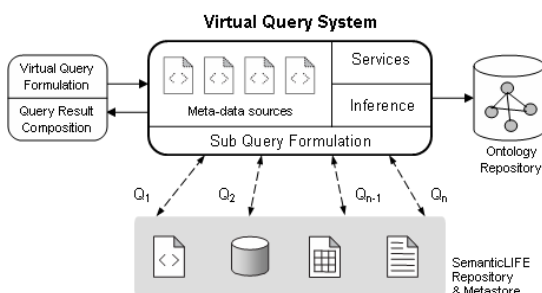 Virtual Query System
Virtual Query
Formulation
Query Result
Composition
Meta-data sources
Services
Inference
Sub Query Formulation
Ontology
Repository
Q1
Q2
Qn-1
Qn
SemanticLIFE
Repository
& Metastore